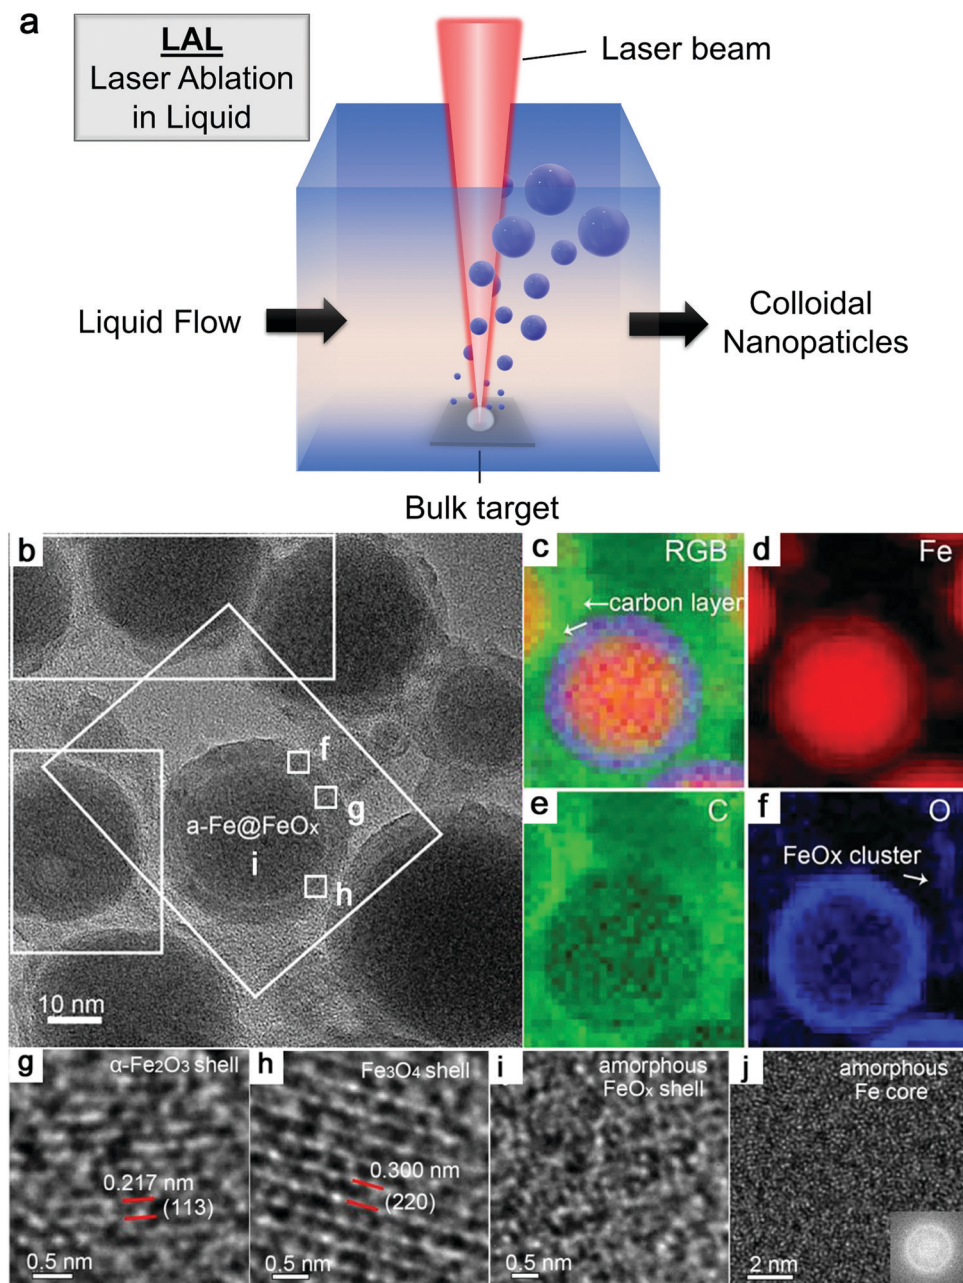 a
LAL
Laser Ablation
in Liquid
Laser beam
Liquid Flow
Colloidal
Nanopaticles
Bulk target
b
f
g
a-Fe@FeOx
i
h
10 nm
c
RGB
←carbon layer
d
Fe
e
C
f
O
FeOx cluster
g
α-Fe2O3 shell
0.217 nm
(113)
0.5 nm
h
Fe3O4 shell
0.300 nm
(220)
0.5 nm
i
amorphous
FeOx shell
0.5 nm
j
amorphous
Fe core
2 nm